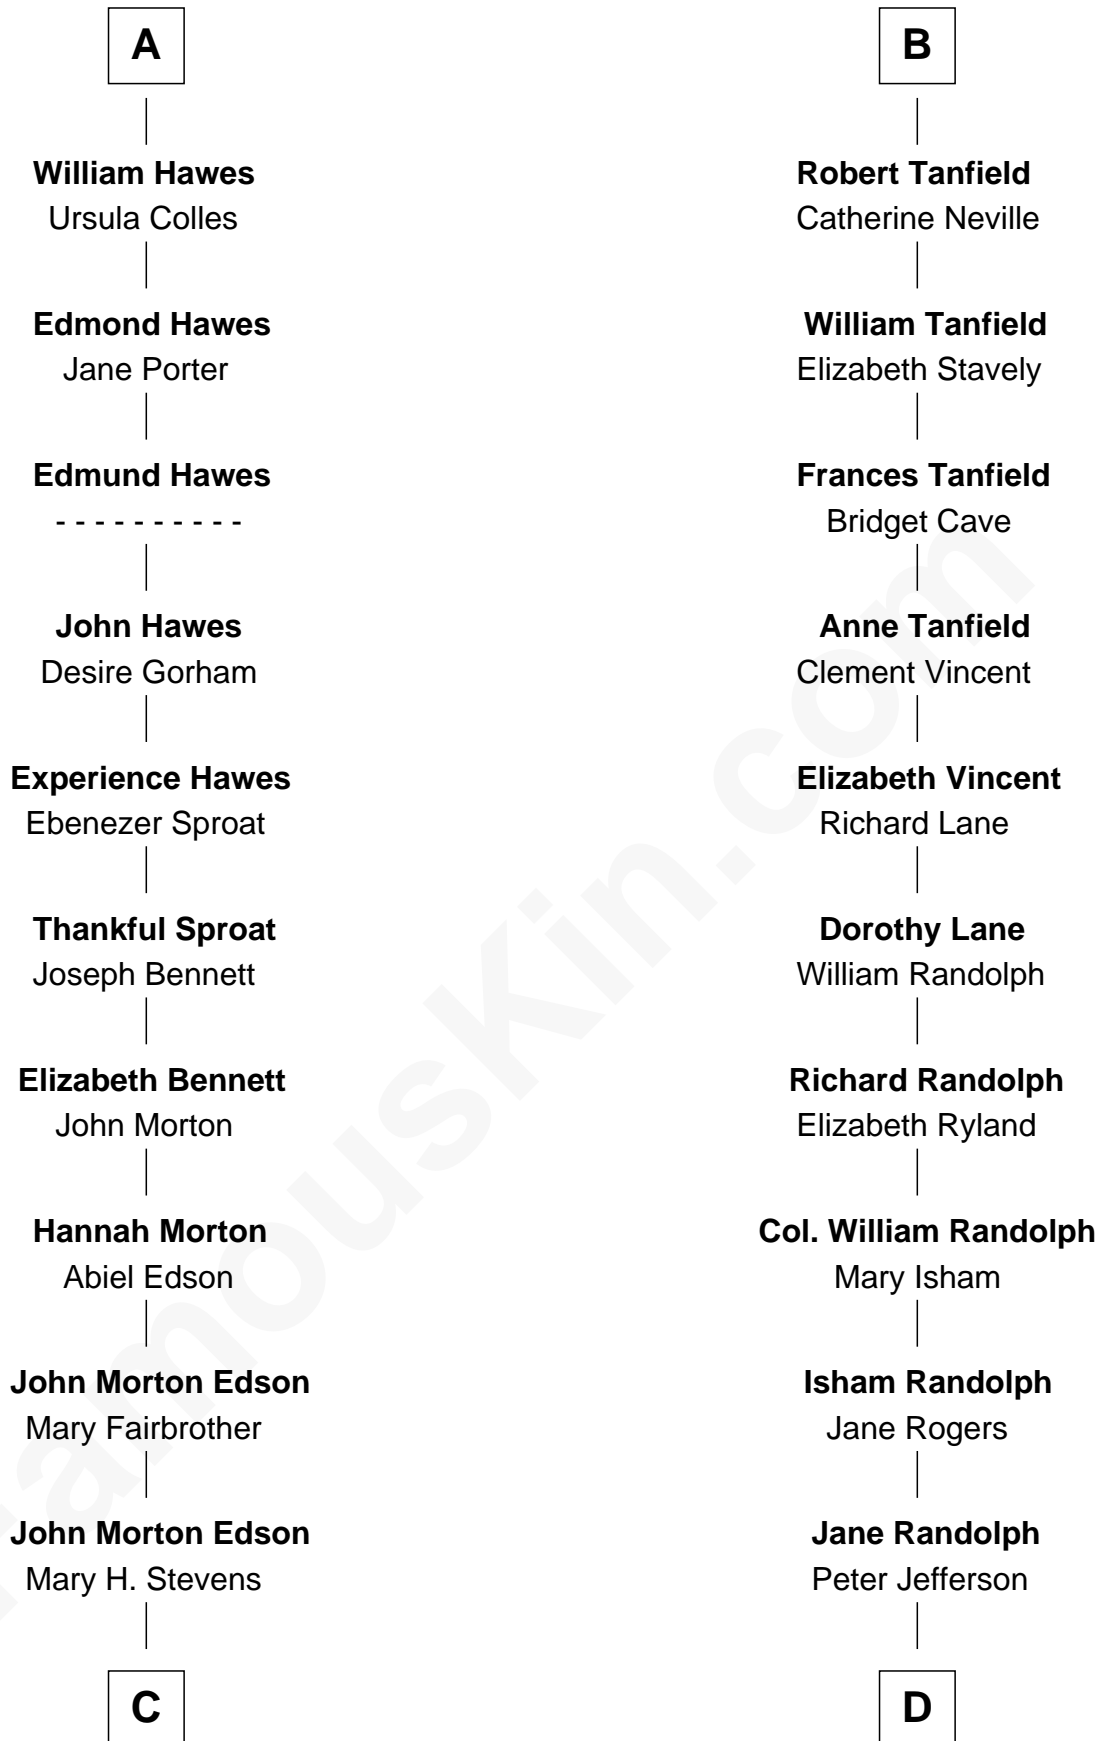 A
William Hawes
Ursula Colles
Edmond Hawes
Jane Porter
Edmund Hawes
- - - - - - - - - -
John Hawes
Desire Gorham
Experience Hawes
Ebenezer Sproat
Thankful Sproat
Joseph Bennett
Elizabeth Bennett
John Morton
Hannah Morton
Abiel Edson
John Morton Edson
Mary Fairbrother
John Morton Edson
Mary H. Stevens
C
B
Robert Tanfield
Catherine Neville
William Tanfield
Elizabeth Stavely
Frances Tanfield
Bridget Cave
Anne Tanfield
Clement Vincent
Elizabeth Vincent
Richard Lane
Dorothy Lane
William Randolph
Richard Randolph
Elizabeth Ryland
Col. William Randolph
Mary Isham
Isham Randolph
Jane Rogers
Jane Randolph
Peter Jefferson
D
FamousKin.com